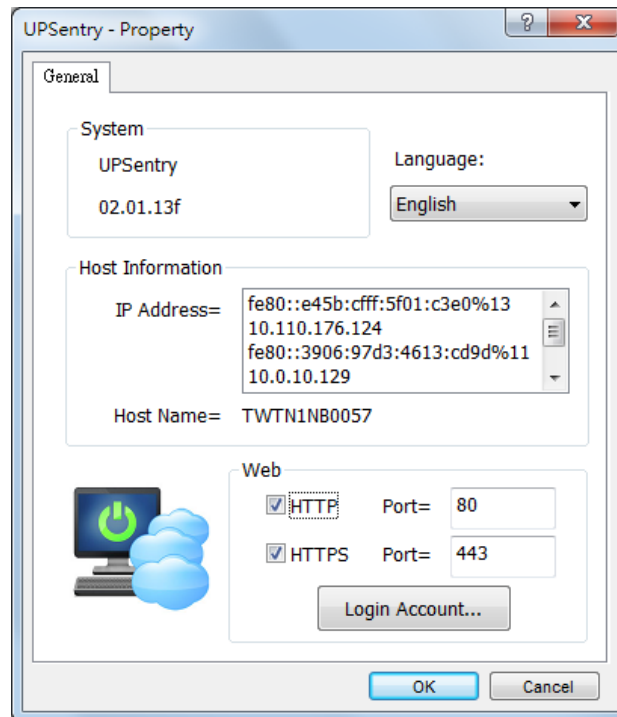 UPSentry - Property
General
System
UPSentry
02.01.13f
Language:
English
Host Information
IP Address=
fe80::e45b:cfff:5f01:c3e0%13
10.110.176.124
fe80::3906:97d3:4613:cd9d%11
10.0.10.129
Host Name= TWTN1NB0057
Web
HTTP Port= 80
HTTPS Port= 443
Login Account...
OK Cancel